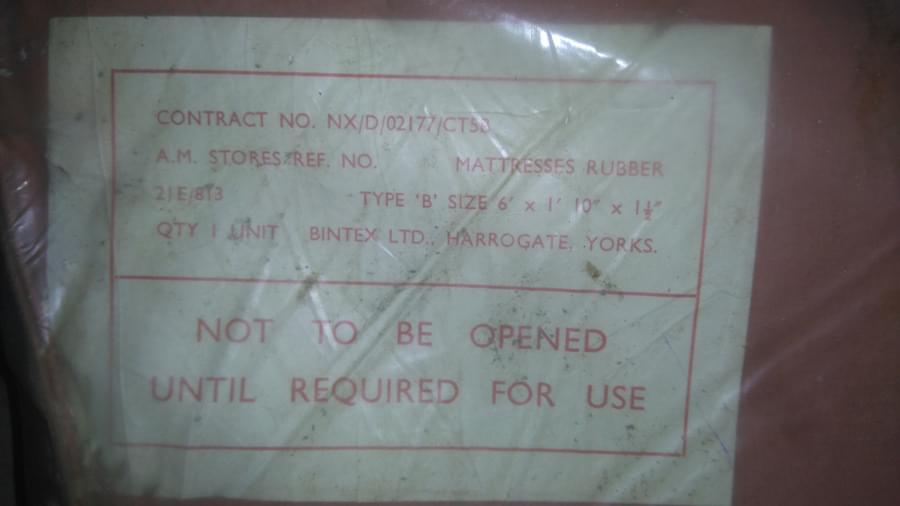 CONTRACT NO. NX/D/02177/CT5B
A.M. STORES REF. NO. MATTRESSES RUBBER
21E/813 TYPE 'B' SIZE 6' x 1' 10" x 1½"
QTY 1 UNIT BINTEX LTD., HARROGATE, YORKS.
NOT TO BE OPENED
UNTIL REQUIRED FOR USE